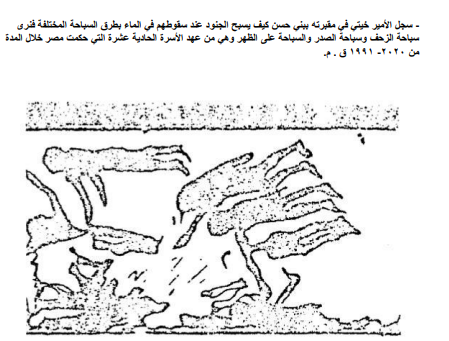 - سجل الأمير خيتي في مقبرته ببني حسن كيف يسبح الجنود عند سقوطهم في الماء بطرق السباحة المختلفة فنرى
سباحة الزحف وسباحة الصدر والسباحة على الظهر وهي من عهد الأسرة الحادية عشرة التي حكمت مصر خلال المدة
من ٢٠٢٠- ١٩٩١ ق . م.